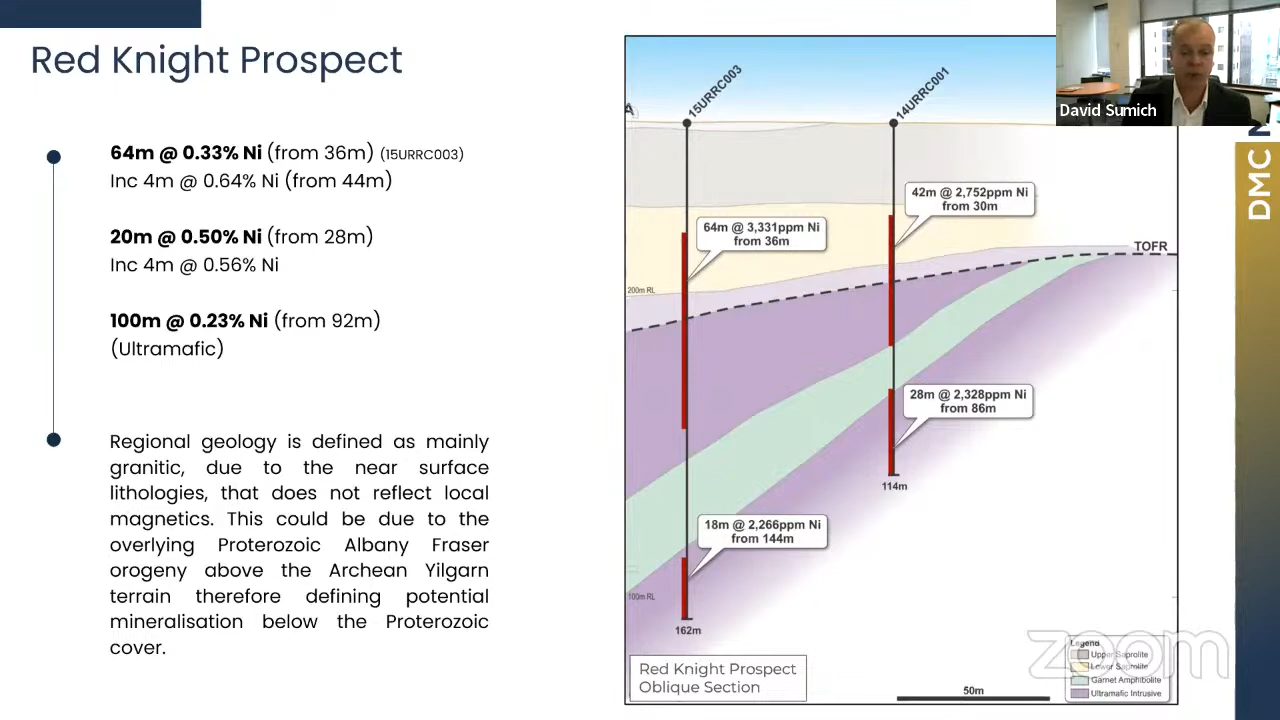 Red Knight Prospect
64m @ 0.33% Ni (from 36m) (15URRC003)
Inc 4m @ 0.64% Ni (from 44m)
20m @ 0.50% Ni (from 28m)
Inc 4m @ 0.56% Ni
100m @ 0.23% Ni (from 92m)
(Ultramafic)
Regional geology is defined as mainly
granitic, due to the near surface
lithologies, that does not reflect local
magnetics. This could be due to the
overlying Proterozoic Albany Fraser
orogeny above the Archean Yilgarn
terrain therefore defining potential
mineralisation below the Proterozoic
cover.
A
15URRC003
14URRC001
42m @ 2,752ppm Ni
from 30m
64m @ 3,331ppm Ni
from 36m
TOFR
200m RL
28m @ 2,328ppm Ni
from 86m
114m
18m @ 2,266ppm Ni
from 144m
100m RL
162m
Red Knight Prospect
Oblique Section
50m
Legend
Upper Saprolite
Lower Saprolite
Garnet Amphibolite
Ultramafic Intrusive
David Sumich
DMC
zoom